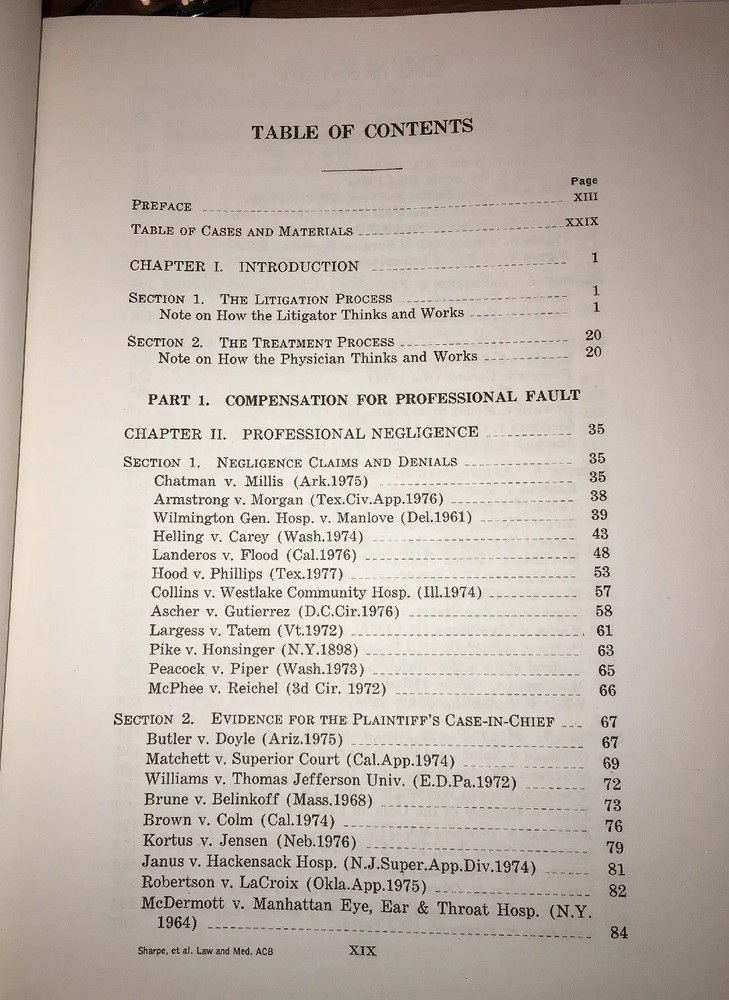 TABLE OF CONTENTS
Page
PREFACE XIII
TABLE OF CASES AND MATERIALS XXIX
CHAPTER I. INTRODUCTION 1
SECTION 1. THE LITIGATION PROCESS 1
Note on How the Litigator Thinks and Works 1
SECTION 2. THE TREATMENT PROCESS 20
Note on How the Physician Thinks and Works 20
PART 1. COMPENSATION FOR PROFESSIONAL FAULT
CHAPTER II. PROFESSIONAL NEGLIGENCE 35
SECTION 1. NEGLIGENCE CLAIMS AND DENIALS 35
Chatman v. Millis (Ark.1975) 35
Armstrong v. Morgan (Tex.Civ.App.1976) 38
Wilmington Gen. Hosp. v. Manlove (Del.1961) 39
Helling v. Carey (Wash.1974) 43
Landeros v. Flood (Cal.1976) 48
Hood v. Phillips (Tex.1977) 53
Collins v. Westlake Community Hosp. (Ill.1974) 57
Ascher v. Gutierrez (D.C.Cir.1976) 58
Largess v. Tatem (Vt.1972) 61
Pike v. Honsinger (N.Y.1898) 63
Peacock v. Piper (Wash.1973) 65
McPhee v. Reichel (3d Cir. 1972) 66
SECTION 2. EVIDENCE FOR THE PLAINTIFF'S CASE-IN-CHIEF 67
Butler v. Doyle (Ariz.1975) 67
Matchett v. Superior Court (Cal.App.1974) 69
Williams v. Thomas Jefferson Univ. (E.D.Pa.1972) 72
Brune v. Belinkoff (Mass.1968) 73
Brown v. Colm (Cal.1974) 76
Kortus v. Jensen (Neb.1976) 79
Janus v. Hackensack Hosp. (N.J.Super.App.Div.1974) 81
Robertson v. LaCroix (Okla.App.1975) 82
McDermott v. Manhattan Eye, Ear & Throat Hosp. (N.Y.
1964) 84
Sharpe, et al. Law and Med. ACB XIX